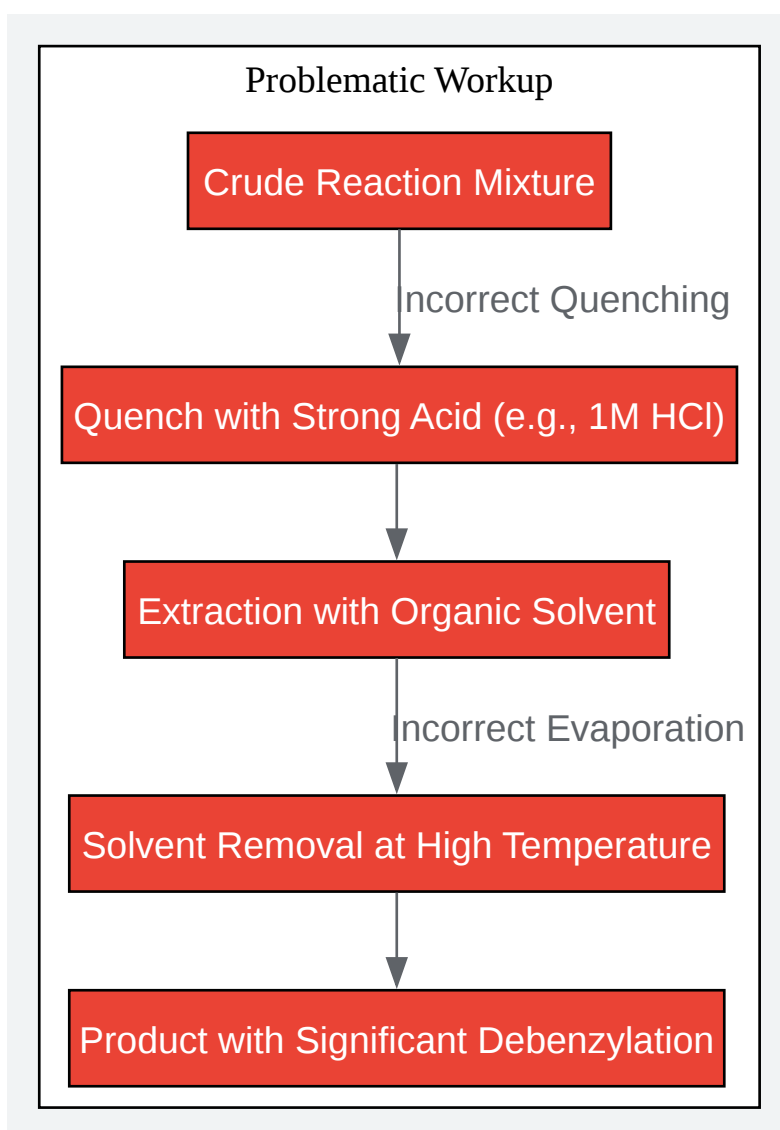 Problematic Workup
Crude Reaction Mixture
Incorrect Quenching
Quench with Strong Acid (e.g., 1M HCl)
Extraction with Organic Solvent
Incorrect Evaporation
Solvent Removal at High Temperature
Product with Significant Debenzylation